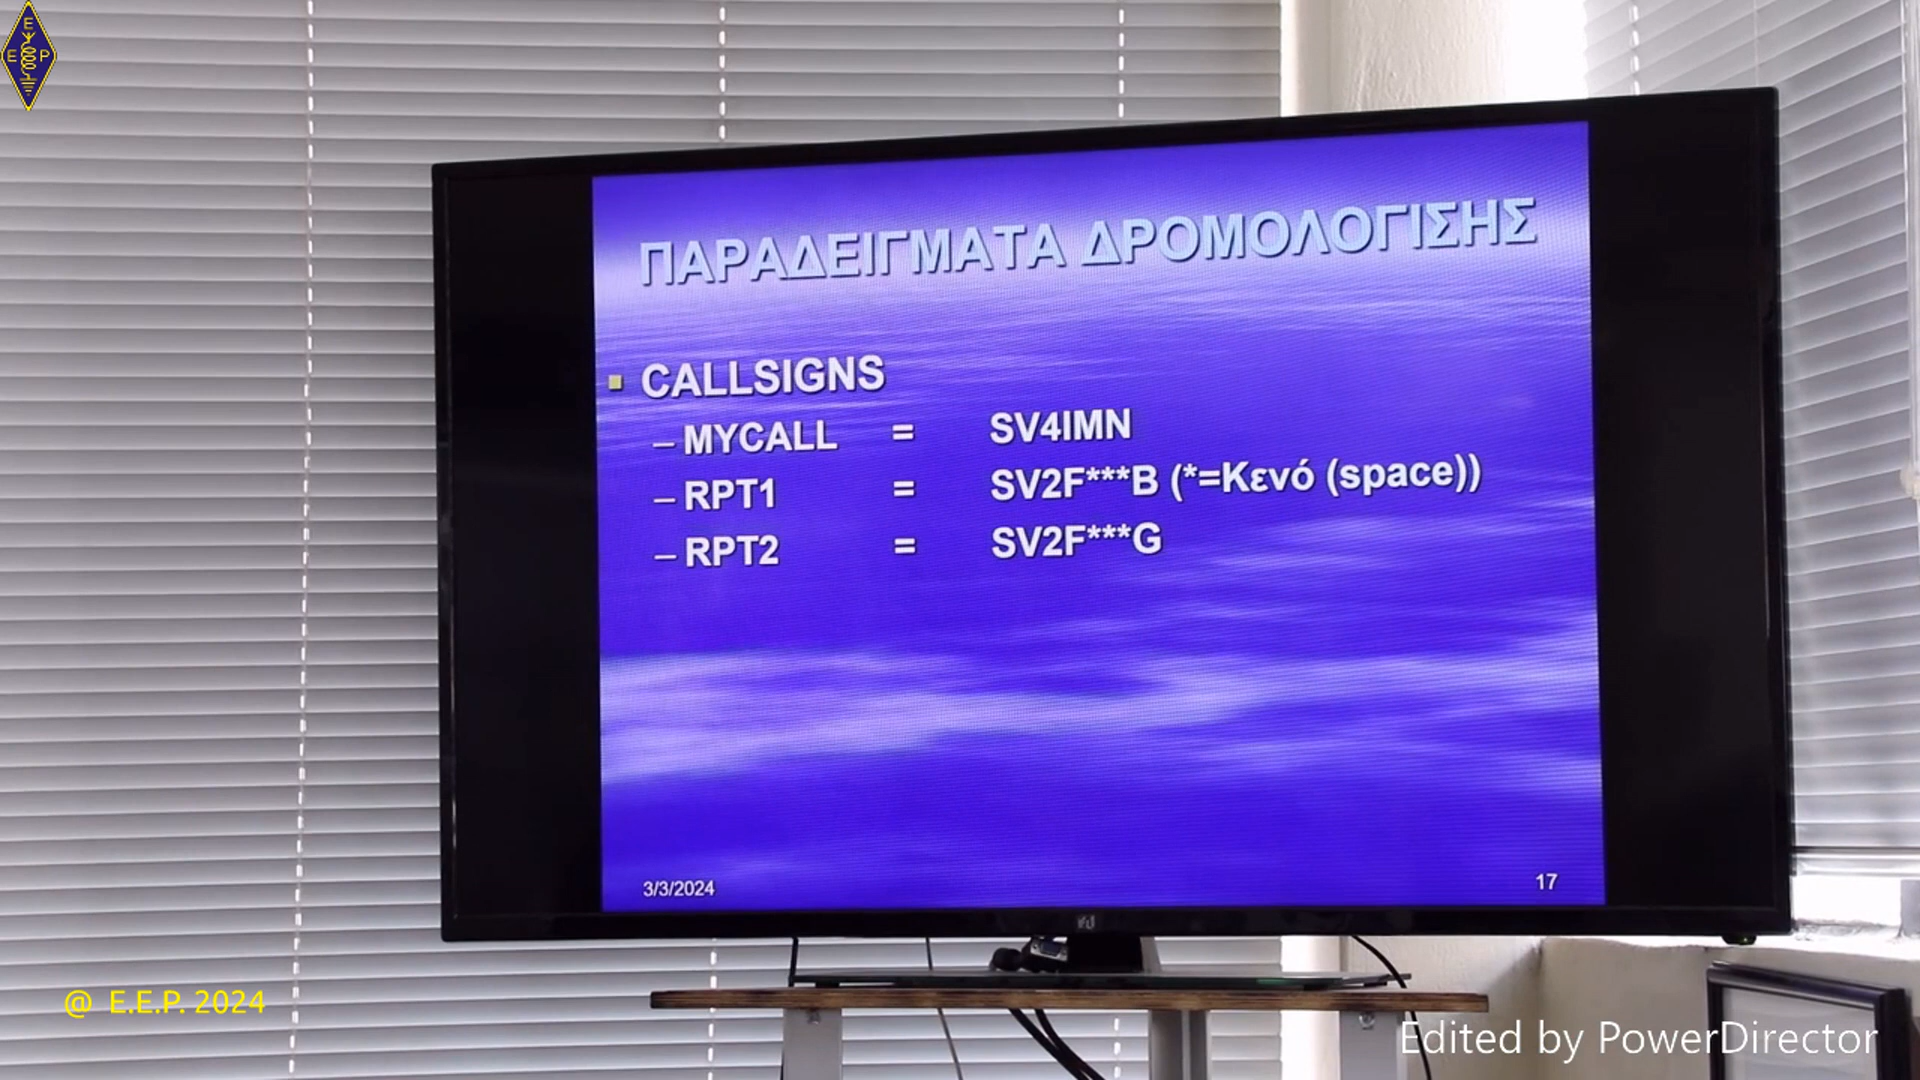 E
E P
ΠΑΡΑΔΕΙΓΜΑΤΑ ΔΡΟΜΟΛΟΓΙΣΗΣ
CALLSIGNS
– MYCALL = SV4IMN
– RPT1 = SV2F***B (*=Κενό (space))
– RPT2 = SV2F***G
3/3/2024 17
@ E.E.P. 2024
Edited by PowerDirector